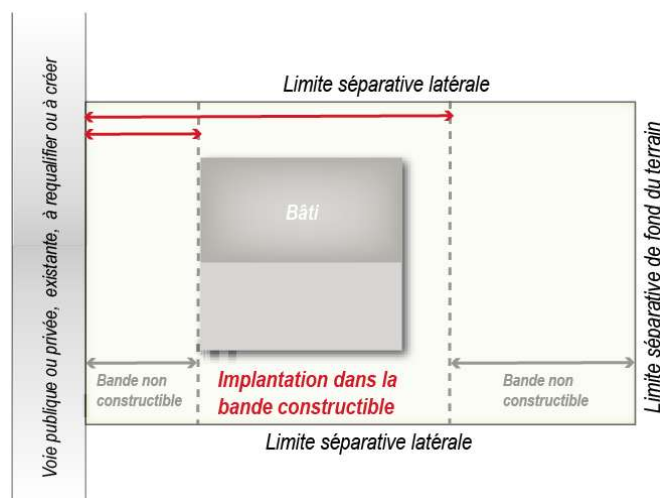 Voie publique ou privée, existante, à requalifier ou à créer
Limite séparative latérale
Limite séparative de fond du terrain
Bâti
Bande non
constructible
Implantation dans la
bande constructible
Bande non
constructible
Limite séparative latérale